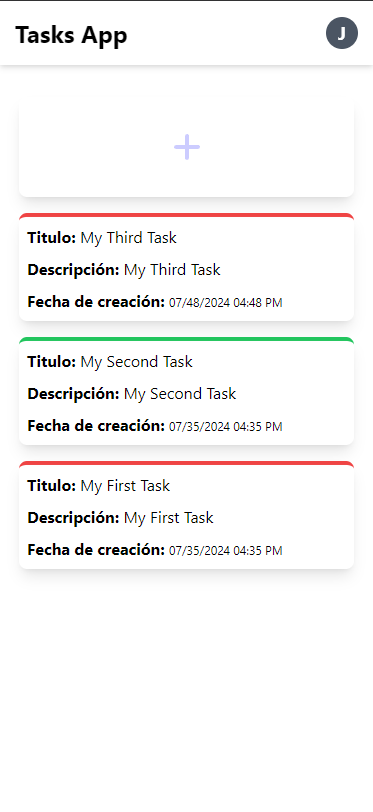 Tasks App
J
Titulo: My Third Task
Descripción: My Third Task
Fecha de creación: 07/48/2024 04:48 PM
Titulo: My Second Task
Descripción: My Second Task
Fecha de creación: 07/35/2024 04:35 PM
Titulo: My First Task
Descripción: My First Task
Fecha de creación: 07/35/2024 04:35 PM